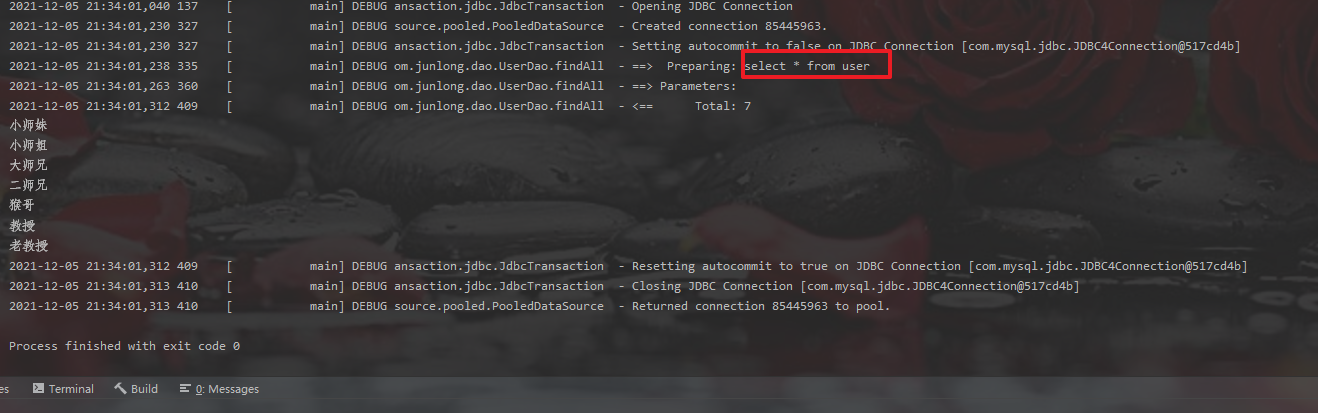 2021-12-05 21:34:01,040 137    [           main] DEBUG ansaction.jdbc.JdbcTransaction  - Opening JDBC Connection
2021-12-05 21:34:01,230 327    [           main] DEBUG source.pooled.PooledDataSource  - Created connection 85445963.
2021-12-05 21:34:01,230 327    [           main] DEBUG ansaction.jdbc.JdbcTransaction  - Setting autocommit to false on JDBC Connection [com.mysql.jdbc.JDBC4Connection@517cd4b]
2021-12-05 21:34:01,238 335    [           main] DEBUG om.junlong.dao.UserDao.findAll  - ==>  Preparing: select * from user
2021-12-05 21:34:01,263 360    [           main] DEBUG om.junlong.dao.UserDao.findAll  - ==> Parameters:
2021-12-05 21:34:01,312 409    [           main] DEBUG om.junlong.dao.UserDao.findAll  - <==      Total: 7
小师妹
小师姐
大师兄
二师兄
猴哥
教授
老教授
2021-12-05 21:34:01,312 409    [           main] DEBUG ansaction.jdbc.JdbcTransaction  - Resetting autocommit to true on JDBC Connection [com.mysql.jdbc.JDBC4Connection@517cd4b]
2021-12-05 21:34:01,313 410    [           main] DEBUG ansaction.jdbc.JdbcTransaction  - Closing JDBC Connection [com.mysql.jdbc.JDBC4Connection@517cd4b]
2021-12-05 21:34:01,313 410    [           main] DEBUG source.pooled.PooledDataSource  - Returned connection 85445963 to pool.
Process finished with exit code 0
es Terminal Build 0: Messages